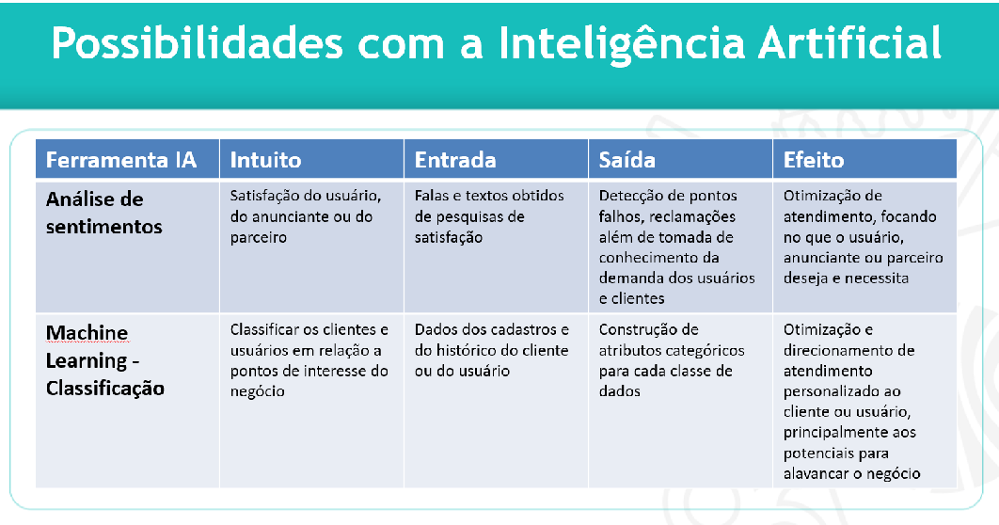 Possibilidades com a Inteligência Artificial
Ferramenta IA
Intuito
Entrada
Saída
Efeito
Análise de
sentimentos
Satisfação do usuário,
do anunciante ou do
parceiro
Falas e textos obtidos
de pesquisas de
satisfação
Detecção de pontos
falhos, reclamações
além de tomada de
conhecimento da
demanda dos usuários
e clientes
Otimização de
atendimento, focando
no que o usuário,
anunciante ou parceiro
deseja e necessita
Machine
Learning -
Classificação
Classificar os clientes e
usuários em relação a
pontos de interesse do
negócio
Dados dos cadastros e
do histórico do cliente
ou do usuário
Construção de
atributos categóricos
para cada classe de
dados
Otimização e
direcionamento de
atendimento
personalizado ao
cliente ou usuário,
principalmente aos
potenciais para
alavancar o negócio